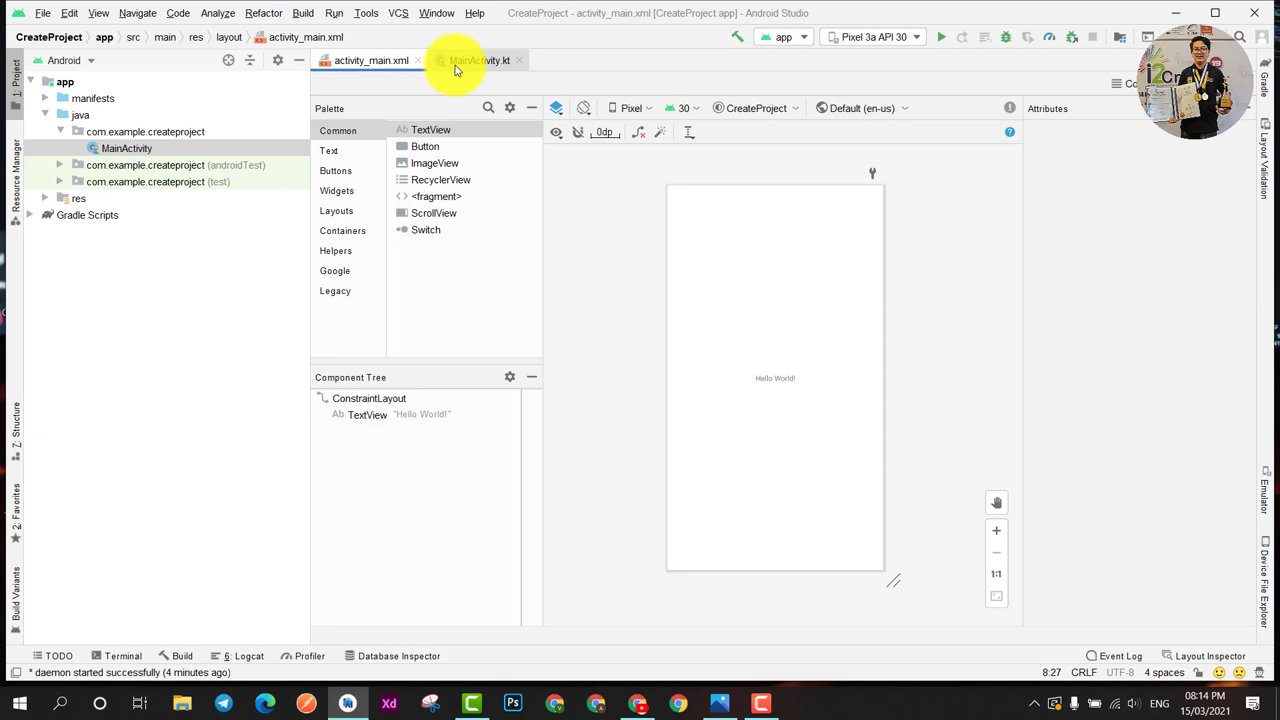 File Edit View Navigate Code Analyze Refactor Build Run Tools VCS Window Help CreateProject - activity_main.xml [CreateProject.app] - Android Studio
CreateProject app src main res layout activity_main.xml app Pixel 3a API 30
Android activity_main.xml MainActivity.kt
app
manifests
java
com.example.createproject
MainActivity
com.example.createproject (androidTest)
com.example.createproject (test)
res
Gradle Scripts
1: Project
Resource Manager
7: Structure
2: Favorites
Build Variants
Palette
Common
Text
Buttons
Widgets
Layouts
Containers
Helpers
Google
Legacy
Ab TextView
Button
ImageView
RecyclerView
<fragment>
ScrollView
Switch
Component Tree
ConstraintLayout
Ab TextView "Hello World!"
Pixel 30 CreateProject Default (en-us)
0dp
Hello World!
1:1
Attributes
Gradle
Layout Validation
Emulator
Device File Explorer
TODO Terminal Build 6: Logcat Profiler Database Inspector Event Log Layout Inspector
* daemon started successfully (4 minutes ago) 8:27 CRLF UTF-8 4 spaces
Xd Ps ENG 08:14 PM
15/03/2021